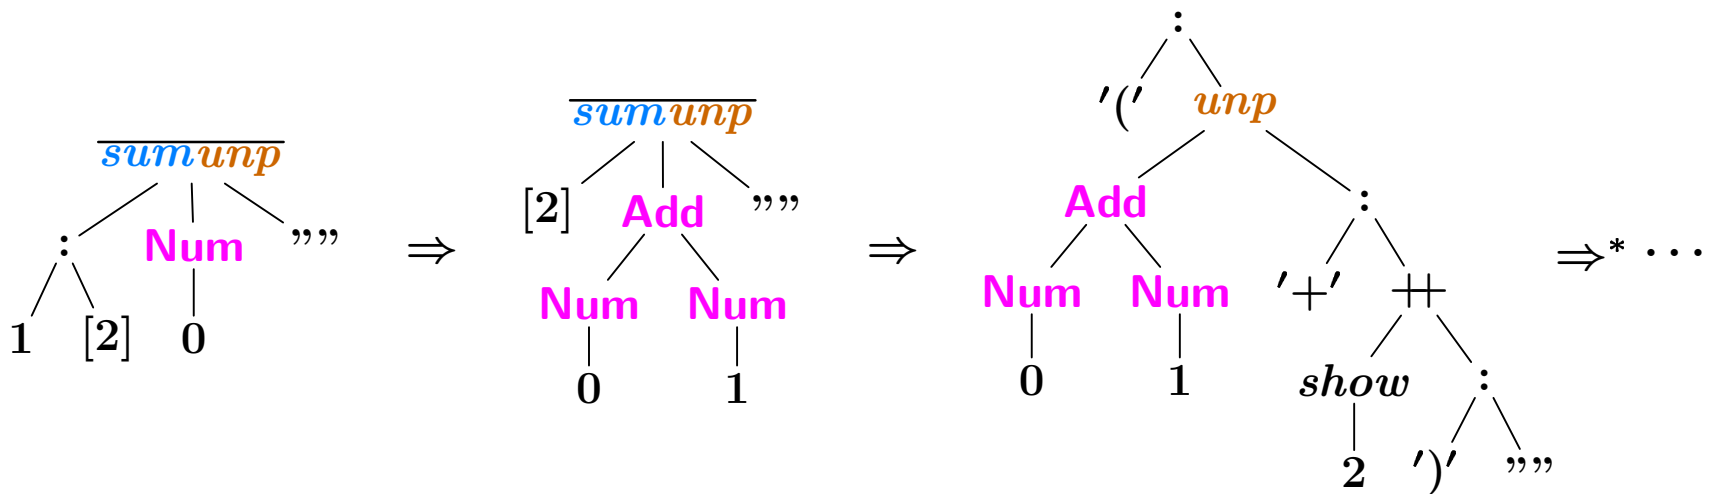 sumunp
: Num ””
1 [2] 0
⇒
sumunp
[2] Add ””
Num Num
0 1
⇒
:
'(' unp
Add :
Num Num '+' ++
0 1 show :
2 ')' ””
⇒* · · ·